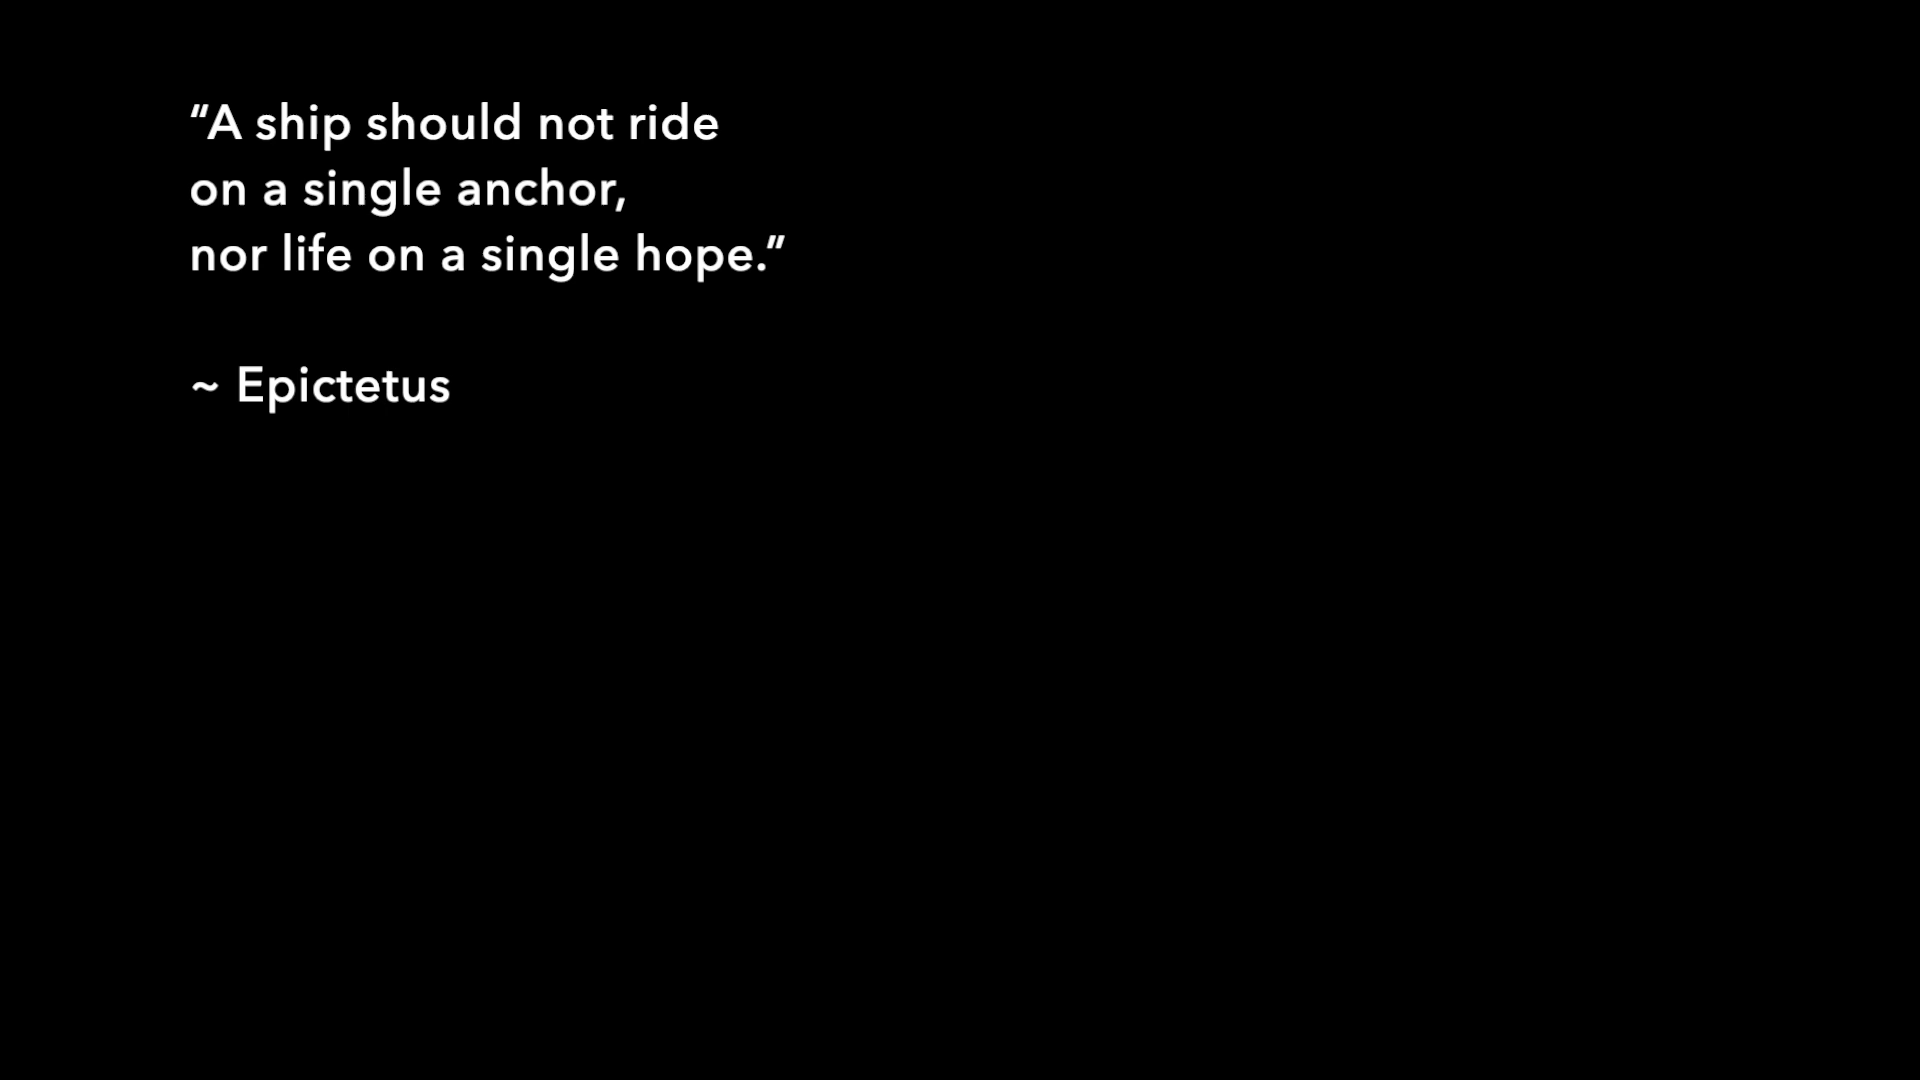 “A ship should not ride
on a single anchor,
nor life on a single hope.”
~ Epictetus